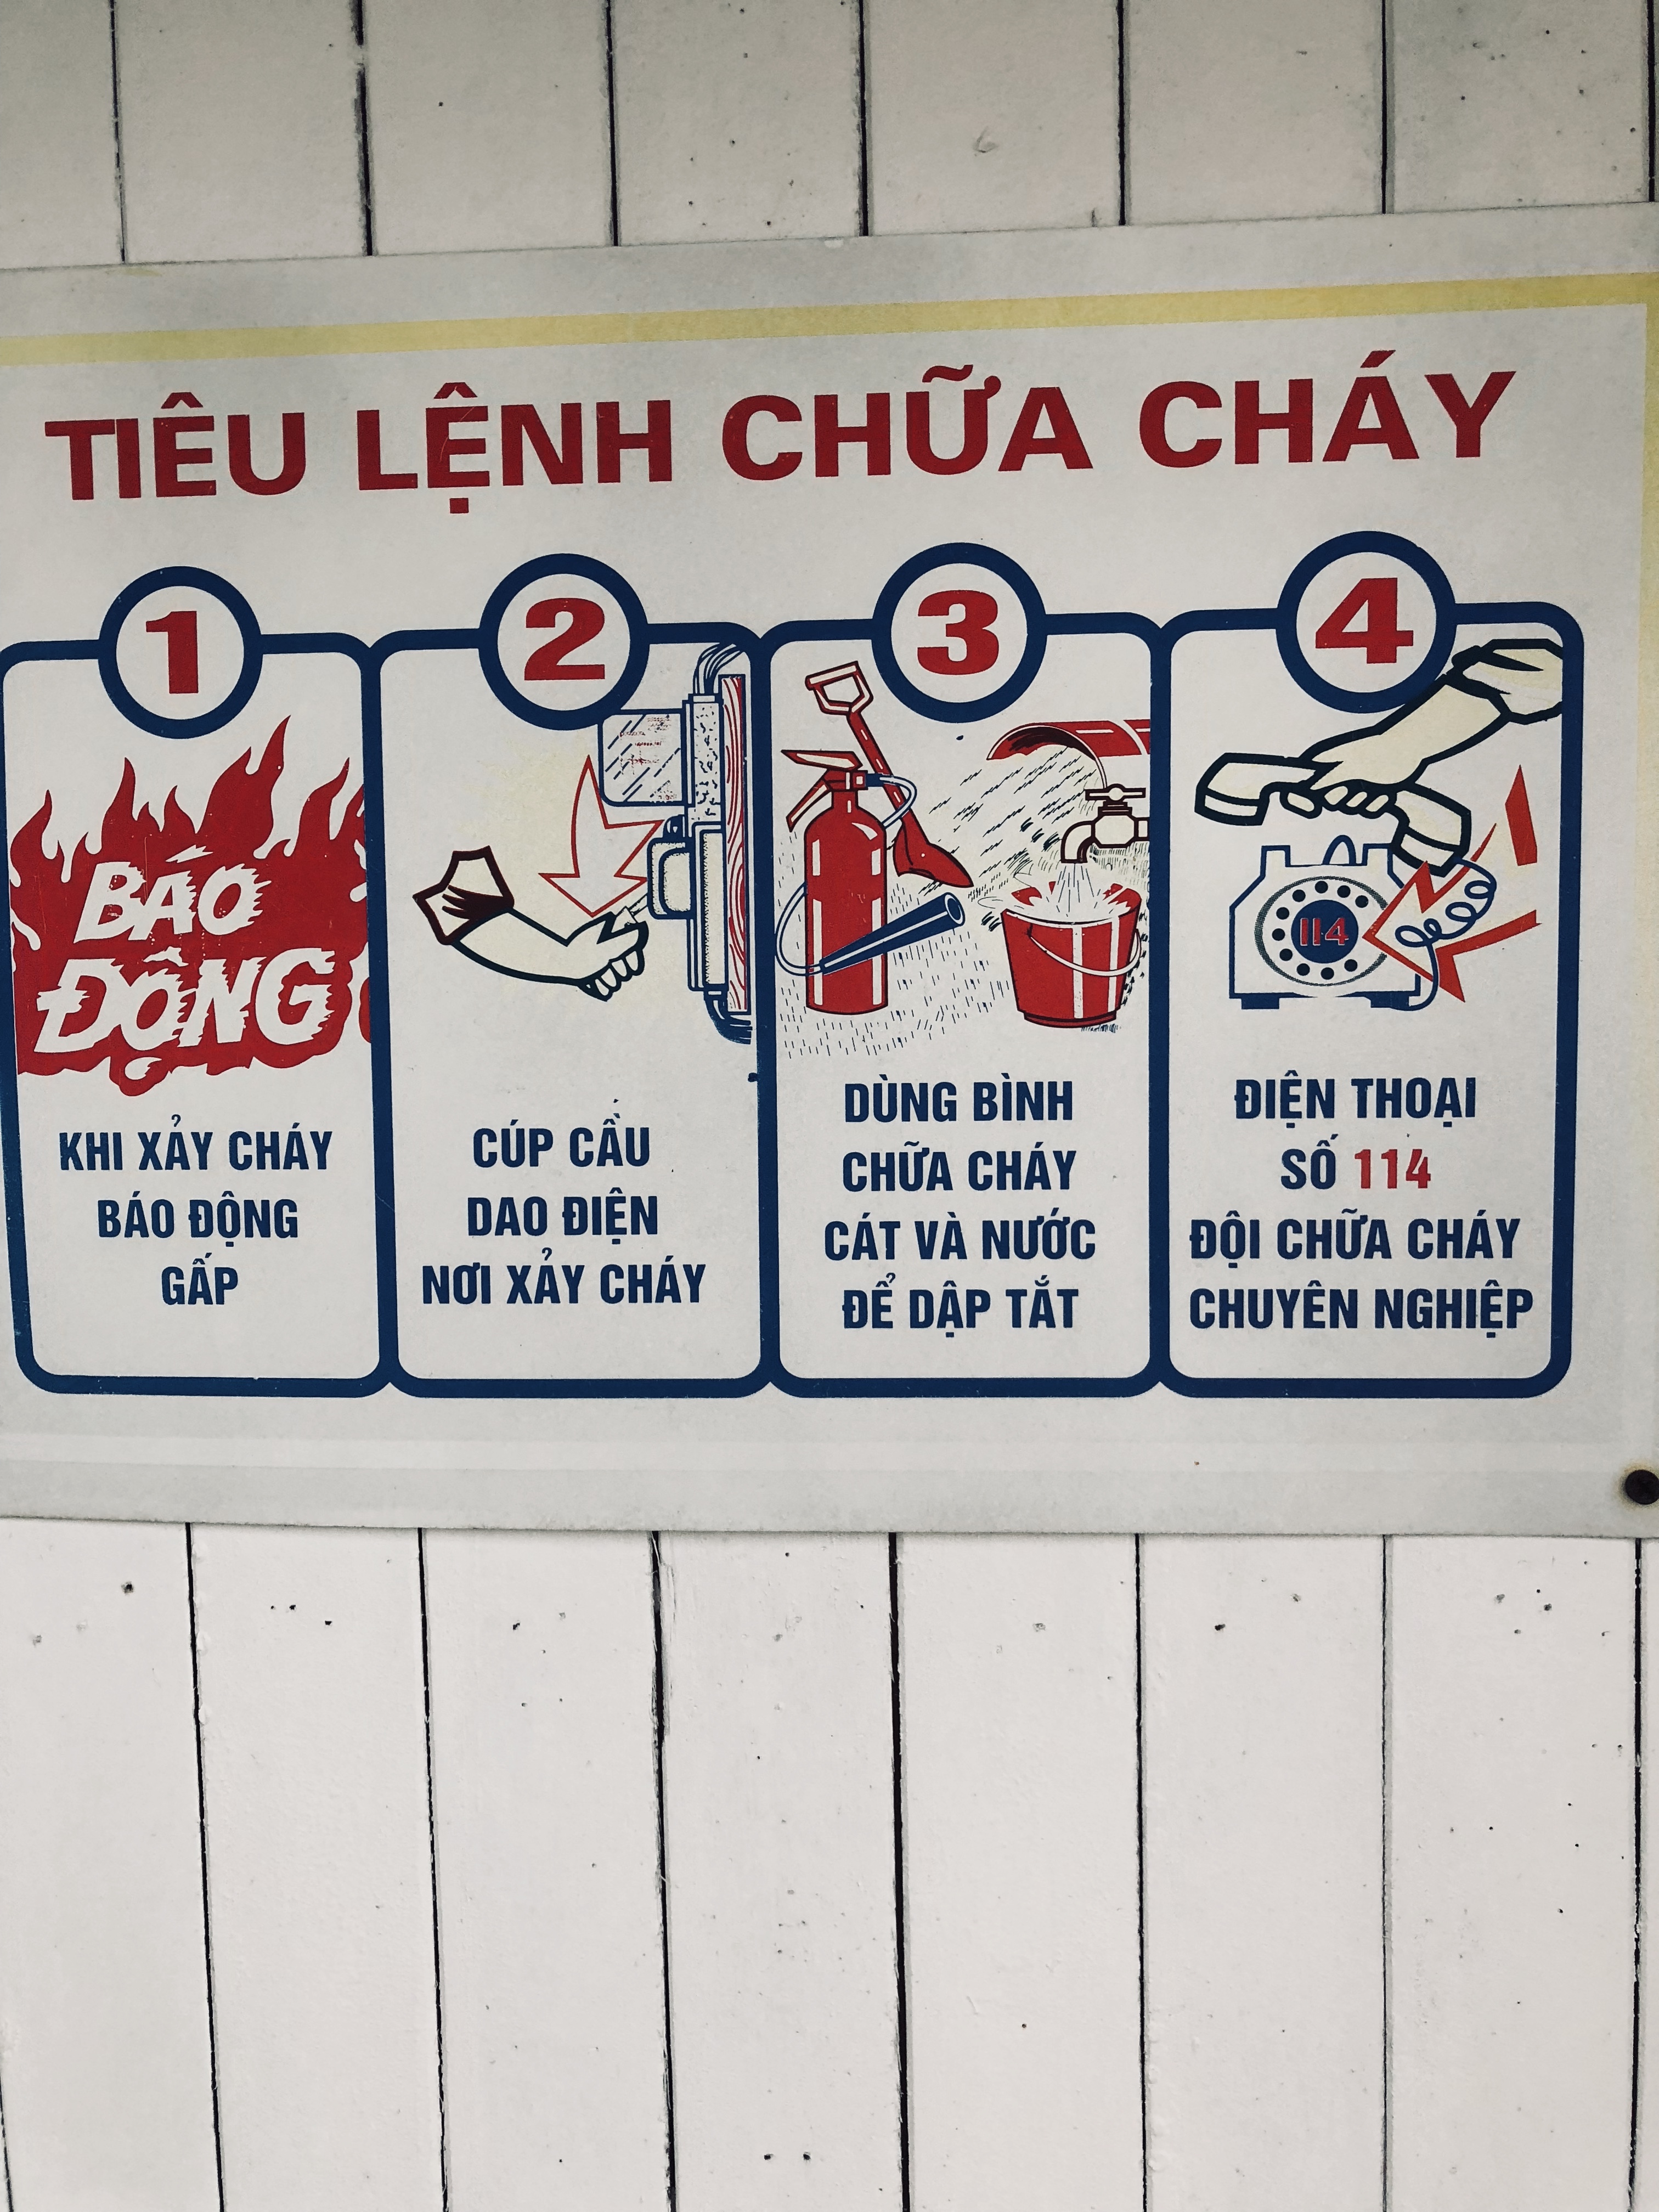 TIÊU LỆNH CHỮA CHÁY
1
BÁO
ĐỘNG
KHI XẢY CHÁY
BÁO ĐỘNG
GẤP
2
CÚP CẦU
DAO ĐIỆN
NƠI XẢY CHÁY
3
DÙNG BÌNH
CHỮA CHÁY
CÁT VÀ NƯỚC
ĐỂ DẬP TẮT
4
114
ĐIỆN THOẠI
SỐ 114
ĐỘI CHỮA CHÁY
CHUYÊN NGHIỆP